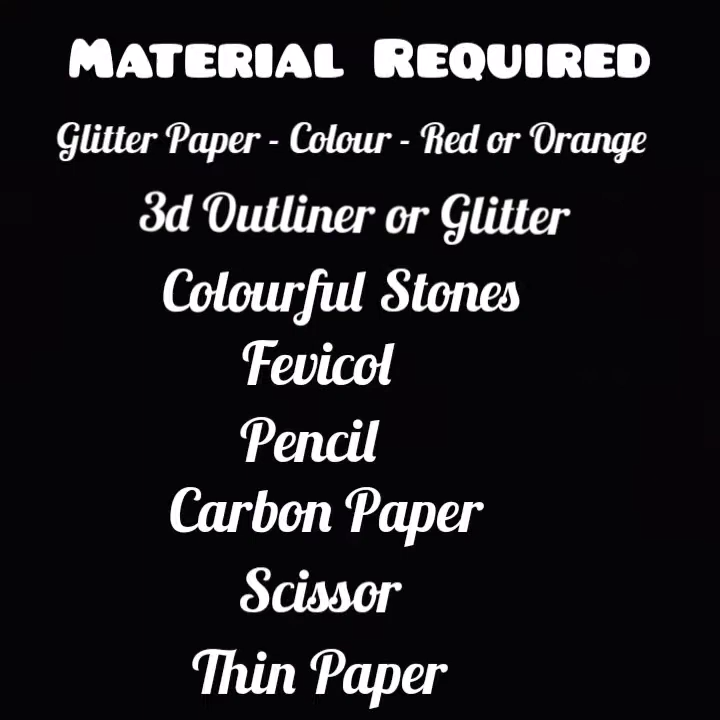 Material Required
Glitter Paper - Colour - Red or Orange
3d Outliner or Glitter
Colourful Stones
Fevicol
Pencil
Carbon Paper
Scissor
Thin Paper